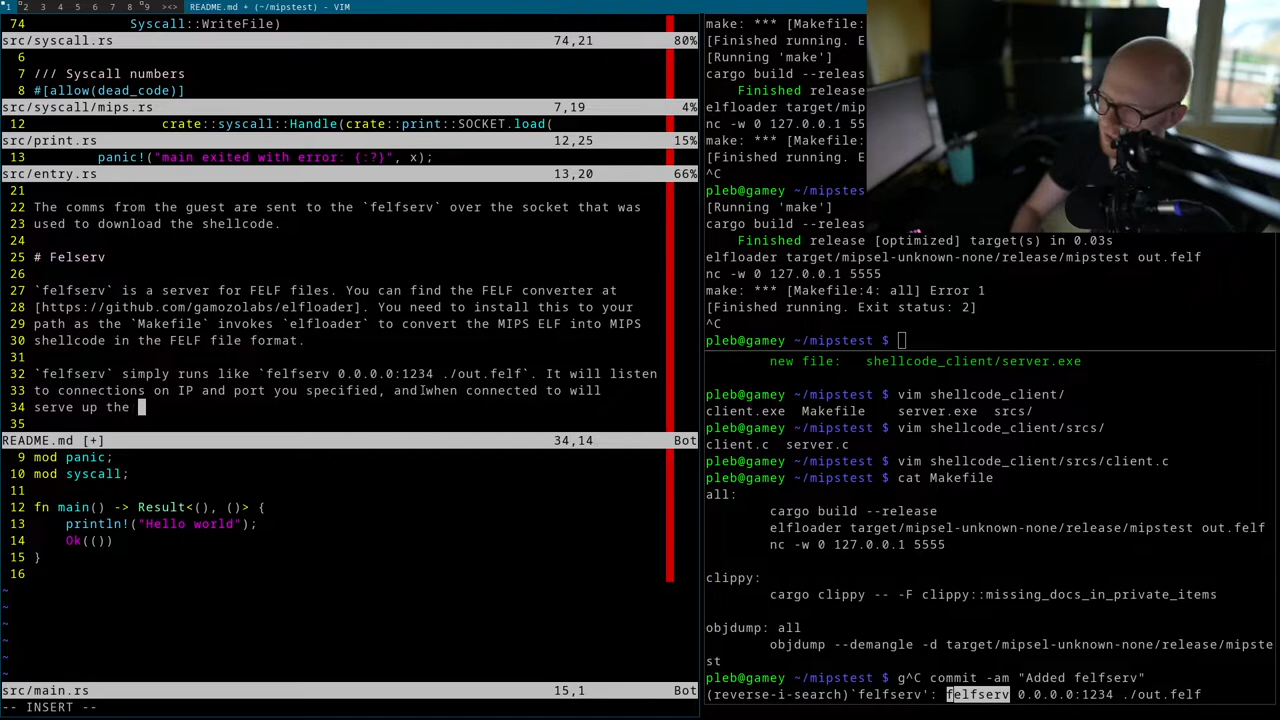 1 2 3 4 5 6 7 8 9 ><> README.md + (~/mipstest) - VIM
74 Syscall::WriteFile)
src/syscall.rs 74,21 80%
6
7 /// Syscall numbers
8 #[allow(dead_code)]
src/syscall/mips.rs 7,19 4%
12 crate::syscall::Handle(crate::print::SOCKET.load(
src/print.rs 12,25 15%
13 panic!("main exited with error: {:?}", x);
src/entry.rs 13,20 66%
21
22 The comms from the guest are sent to the `felfserv` over the socket that was
23 used to download the shellcode.
24
25 # Felserv
26
27 `felfserv` is a server for FELF files. You can find the FELF converter at
28 [https://github.com/gamozolabs/elfloader]. You need to install this to your
29 path as the `Makefile` invokes `elfloader` to convert the MIPS ELF into MIPS
30 shellcode in the FELF file format.
31
32 `felfserv` simply runs like `felfserv 0.0.0.0:1234 ./out.felf`. It will listen
33 to connections on IP and port you specified, and when connected to will
34 serve up the
35
README.md [+] 34,14 Bot
9 mod panic;
10 mod syscall;
11
12 fn main() -> Result<(), ()> {
13 println!("Hello world");
14 Ok(())
15 }
16
~
~
~
~
~
~
src/main.rs 15,1 Bot
-- INSERT --
make: *** [Makefile:
[Finished running. E
[Running 'make']
cargo build --releas
Finished release
elfloader target/mip
nc -w 0 127.0.0.1 55
make: *** [Makefile:
[Finished running. E
^C
pleb@gamey ~/mipstes
[Running 'make']
cargo build --releas
Finished release [optimized] target(s) in 0.03s
elfloader target/mipsel-unknown-none/release/mipstest out.felf
nc -w 0 127.0.0.1 5555
make: *** [Makefile:4: all] Error 1
[Finished running. Exit status: 2]
^C
pleb@gamey ~/mipstest $
new file: shellcode_client/server.exe
pleb@gamey ~/mipstest $ vim shellcode_client/
client.exe Makefile server.exe srcs/
pleb@gamey ~/mipstest $ vim shellcode_client/srcs/
client.c server.c
pleb@gamey ~/mipstest $ vim shellcode_client/srcs/client.c
pleb@gamey ~/mipstest $ cat Makefile
all:
cargo build --release
elfloader target/mipsel-unknown-none/release/mipstest out.felf
nc -w 0 127.0.0.1 5555
clippy:
cargo clippy -- -F clippy::missing_docs_in_private_items
objdump: all
objdump --demangle -d target/mipsel-unknown-none/release/mipste
st
pleb@gamey ~/mipstest $ g^C commit -am "Added felfserv"
(reverse-i-search)`felfserv': felfserv 0.0.0.0:1234 ./out.felf